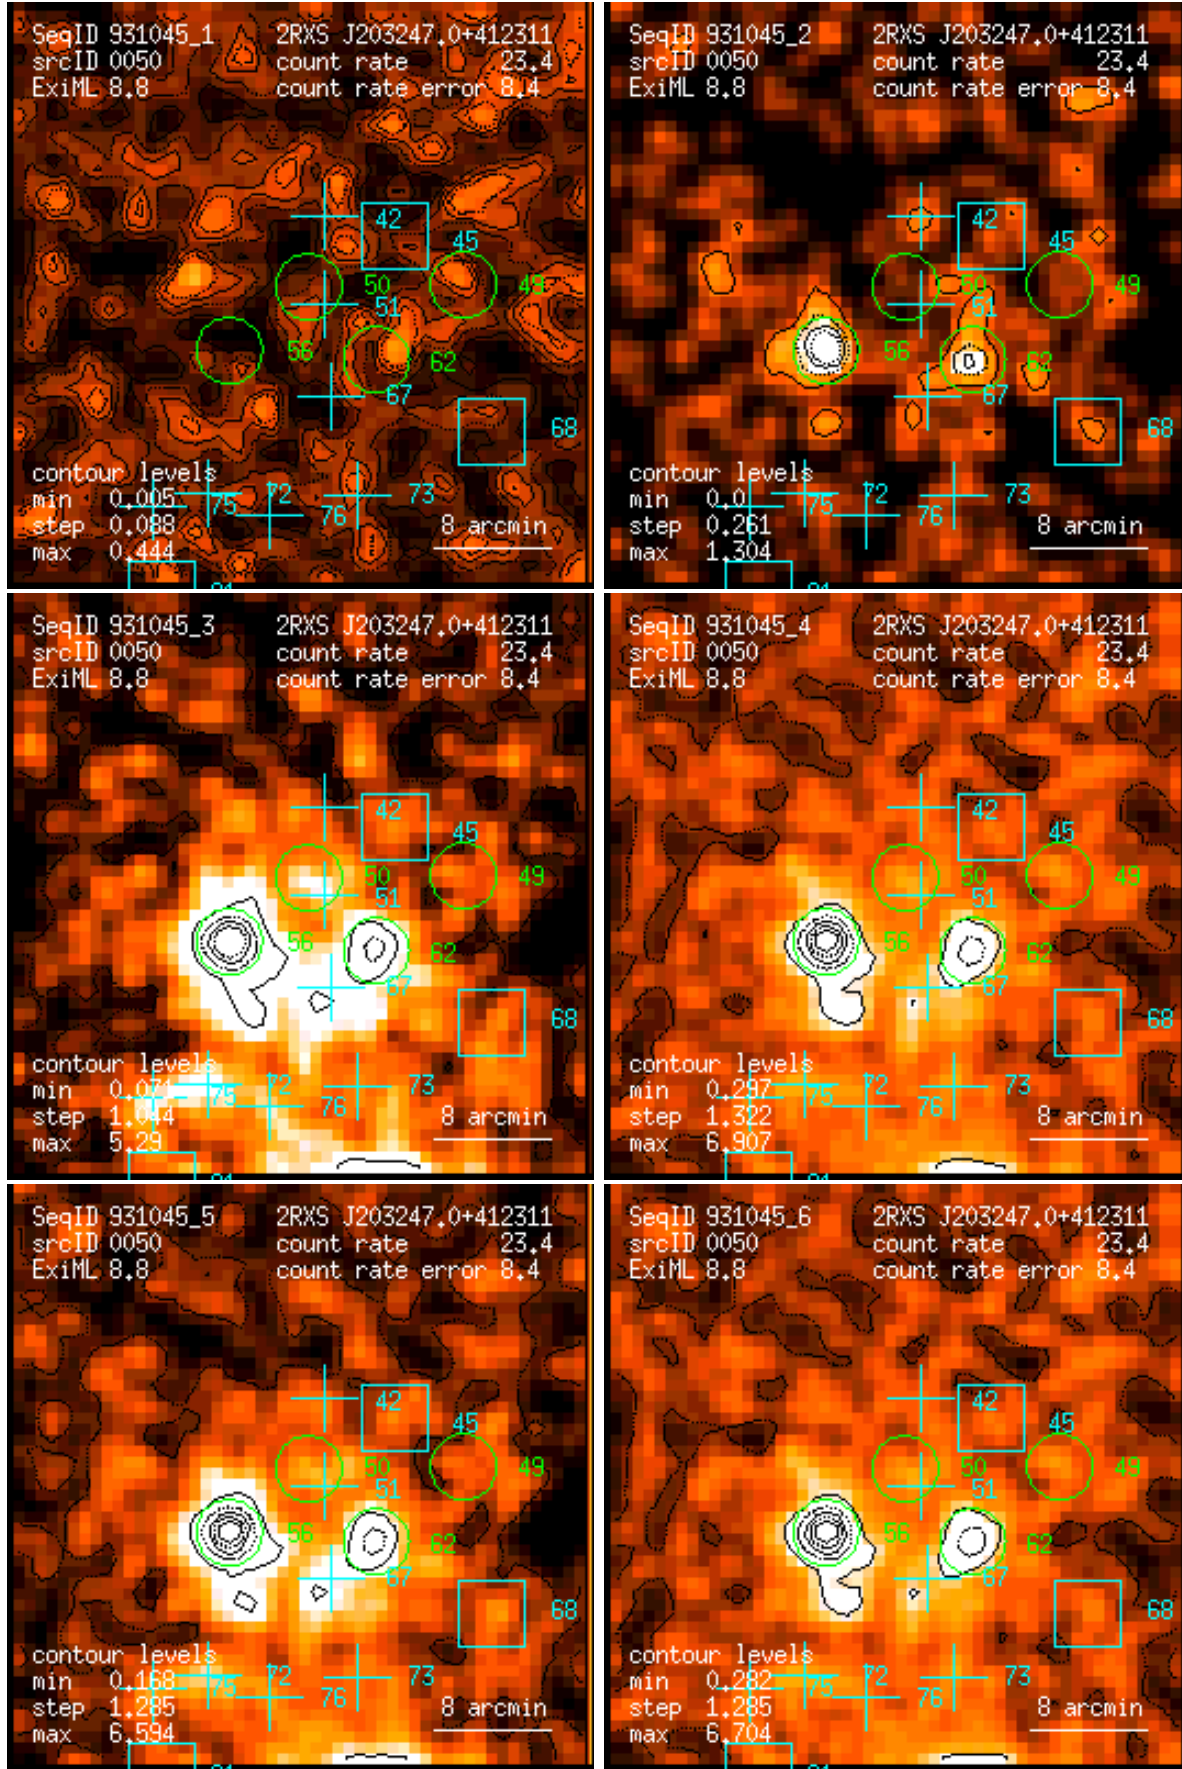 SeqID 931045_1 2RXS J203247.0+412311
srcID 0050 count rate 23.4
ExiML 8.8 count rate error 8.4
42
45
50 49
51
56 62
67
68
contour levels
min 0.005 75 72 73
step 0.088 76 8 arcmin
max 0.444
SeqID 931045_2 2RXS J203247.0+412311
srcID 0050 count rate 23.4
ExiML 8.8 count rate error 8.4
42
45
50 49
51
56 62
67
68
contour levels
min 0.0 75 72 73
step 0.261 76 8 arcmin
max 1.304
SeqID 931045_3 2RXS J203247.0+412311
srcID 0050 count rate 23.4
ExiML 8.8 count rate error 8.4
42
45
50 49
51
56 62
67
68
contour levels
min 0.071 75 72 73
step 1.044 76 8 arcmin
max 5.29
SeqID 931045_4 2RXS J203247.0+412311
srcID 0050 count rate 23.4
ExiML 8.8 count rate error 8.4
42
45
50 49
51
56 62
67
68
contour levels
min 0.297 75 72 73
step 1.322 76 8 arcmin
max 6.907
SeqID 931045_5 2RXS J203247.0+412311
srcID 0050 count rate 23.4
ExiML 8.8 count rate error 8.4
42
45
50 49
51
56 62
67
68
contour levels
min 0.168 75 72 73
step 1.285 76 8 arcmin
max 6.594
SeqID 931045_6 2RXS J203247.0+412311
srcID 0050 count rate 23.4
ExiML 8.8 count rate error 8.4
42
45
50 49
51
56 62
67
68
contour levels
min 0.282 75 72 73
step 1.285 76 8 arcmin
max 6.704